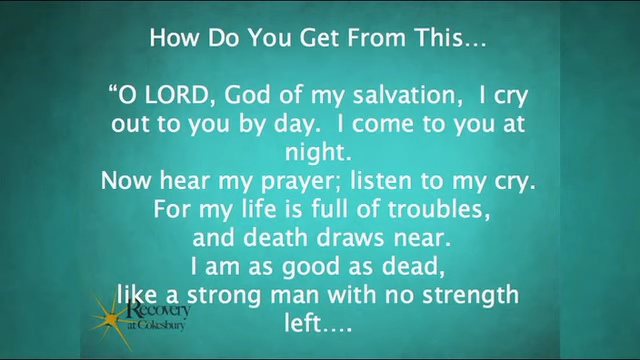 How Do You Get From This...
“O LORD, God of my salvation,  I cry
out to you by day.  I come to you at
night.
Now hear my prayer; listen to my cry.
For my life is full of troubles,
and death draws near.
I am as good as dead,
like a strong man with no strength
left....
Recovery
at Cokesbury